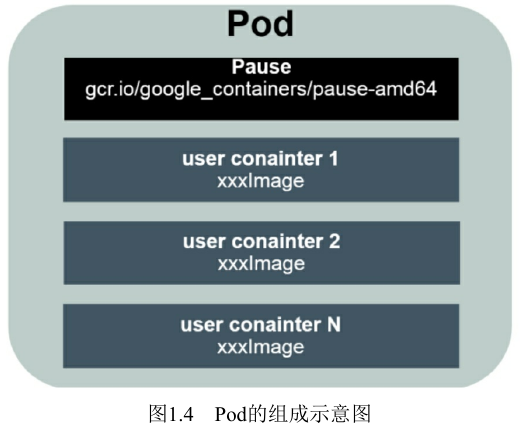 Pod
Pause
gcr.io/google_containers/pause-amd64
user conainter 1
xxxImage
user conainter 2
xxxImage
user conainter N
xxxImage
图1.4 Pod的组成示意图